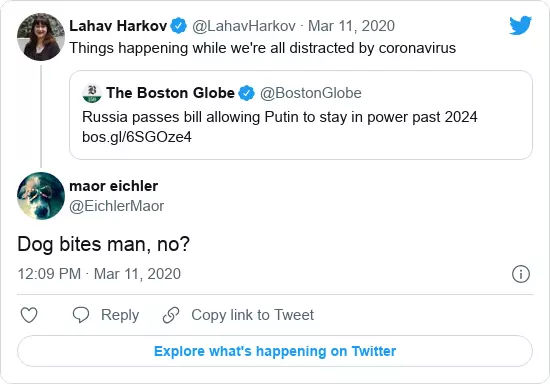 Lahav Harkov @LahavHarkov · Mar 11, 2020
Things happening while we're all distracted by coronavirus
The Boston Globe @BostonGlobe
Russia passes bill allowing Putin to stay in power past 2024
bos.gl/6SGOze4
maor eichler
@EichlerMaor
Dog bites man, no?
12:09 PM · Mar 11, 2020
Reply Copy link to Tweet
Explore what's happening on Twitter